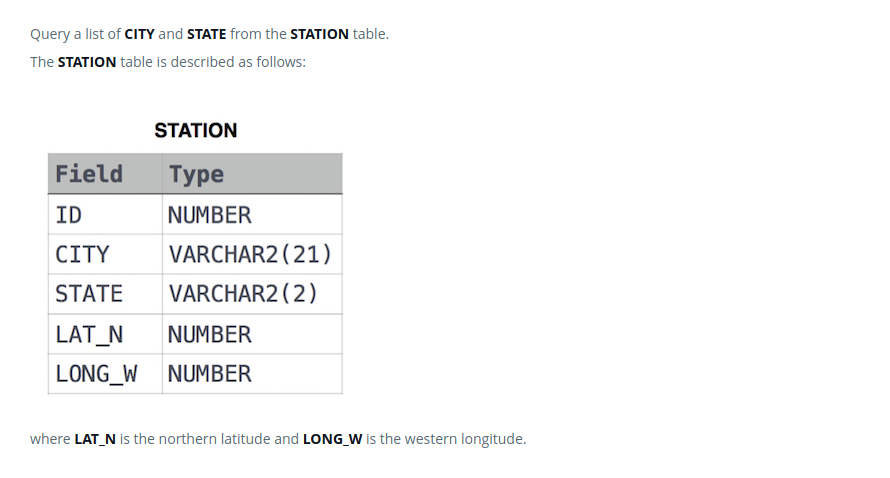 Query a list of CITY and STATE from the STATION table.
The STATION table is described as follows:
STATION
Field Type
ID NUMBER
CITY VARCHAR2(21)
STATE VARCHAR2(2)
LAT_N NUMBER
LONG_W NUMBER
where LAT_N is the northern latitude and LONG_W is the western longitude.